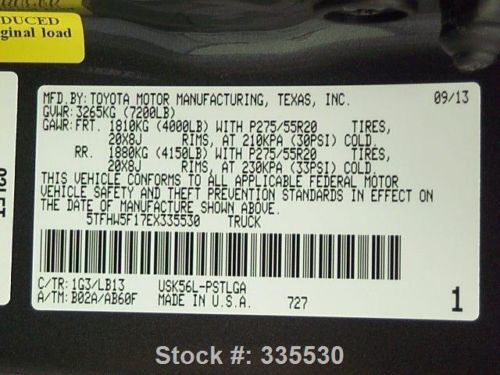 DUCED
ginal load
MFD.BY:TOYOTA MOTOR MANUFACTURING, TEXAS, INC. 09/13
GVWR:3265KG (7200LB)
GAWR:FRT. 1810KG (4000LB) WITH P275/55R20 TIRES,
20X8J RIMS, AT 210KPA (30PSI) COLD.
RR. 1880KG (4150LB) WITH P275/55R20 TIRES,
20X8J RIMS, AT 230KPA (33PSI) COLD.
THIS VEHICLE CONFORMS TO ALL APPLICABLE FEDERAL MOTOR
VEHICLE SAFETY AND THEFT PREVENTION STANDARDS IN EFFECT ON
THE DATE OF MANUFACTURE SHOWN ABOVE.
5TFHW5F17EX335530 TRUCK
C/TR:1G3/LB13 USK56L-PSTLGA
A/TM:B02A/AB60F MADE IN U.S.A. 727 1
Stock #: 335530